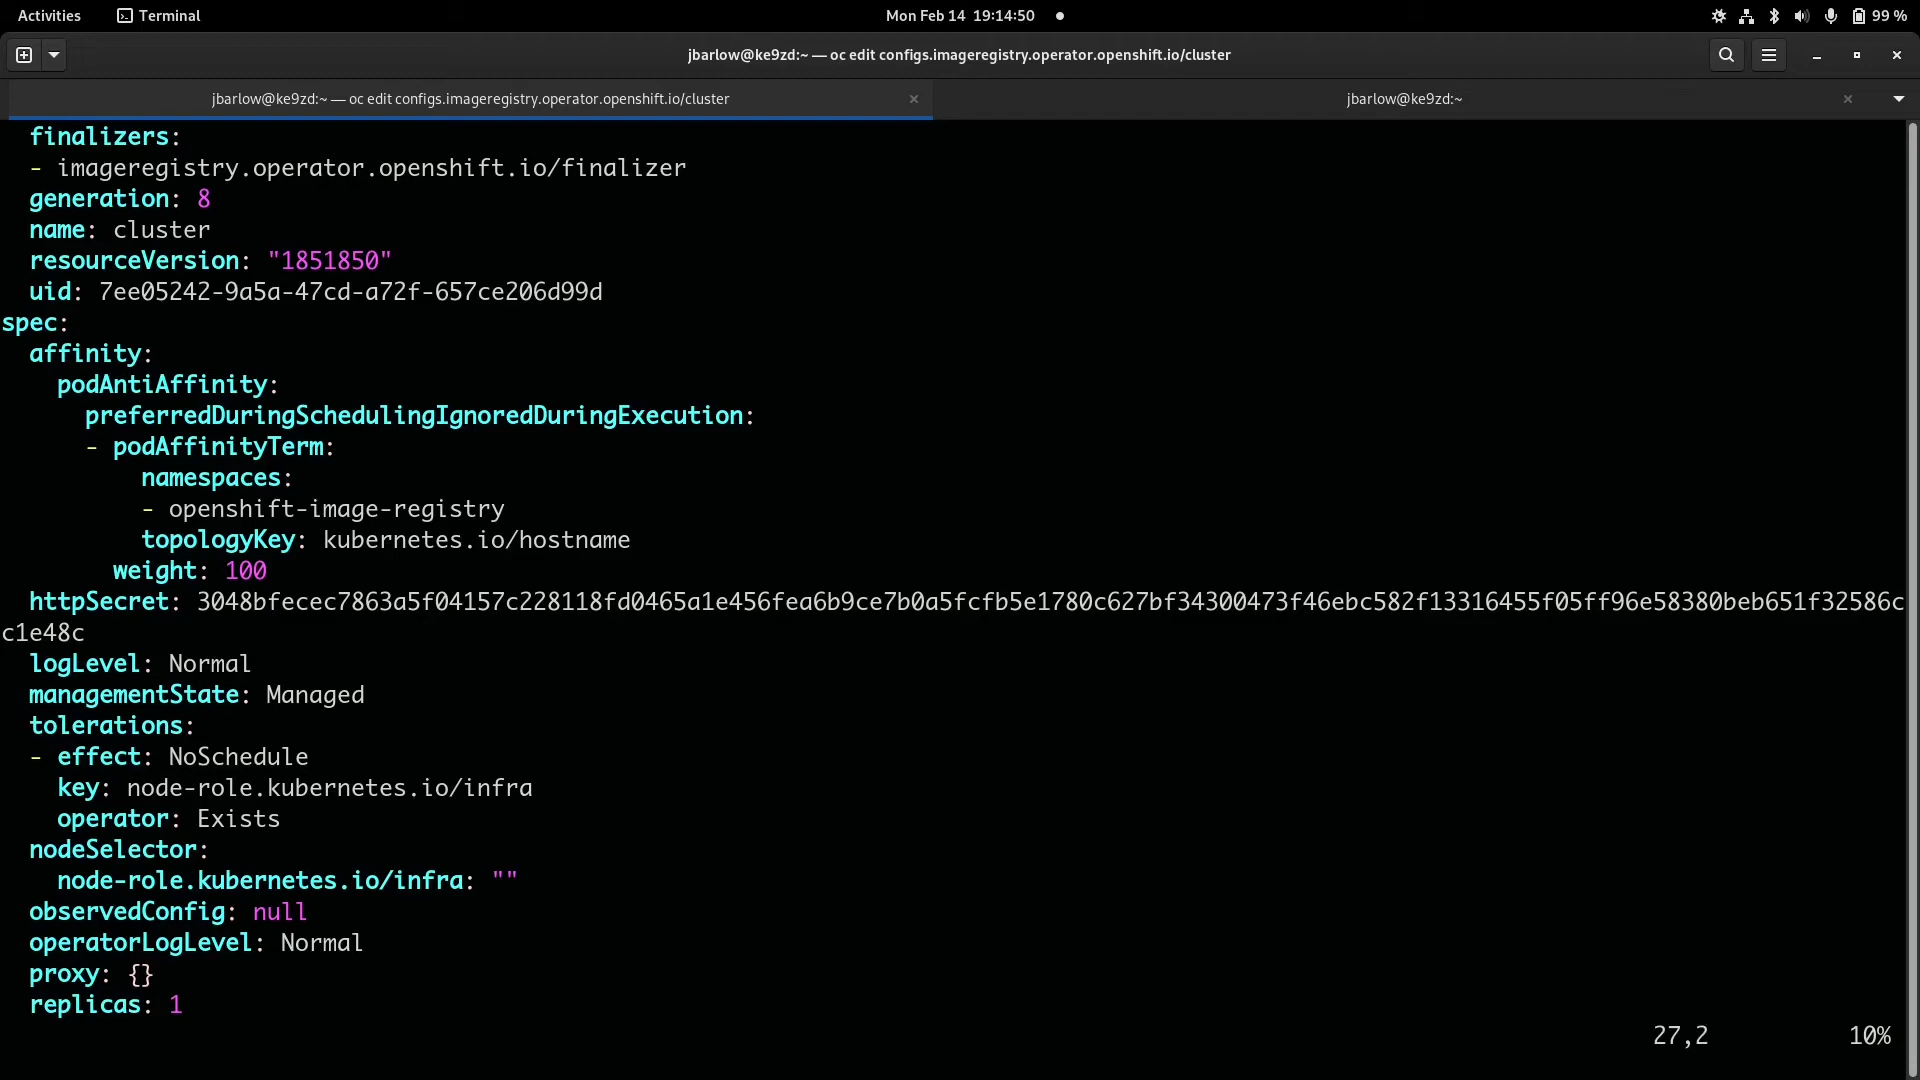 Activities Terminal Mon Feb 14 19:14:50 99 %
jbarlow@ke9zd:~ — oc edit configs.imageregistry.operator.openshift.io/cluster
jbarlow@ke9zd:~ — oc edit configs.imageregistry.operator.openshift.io/cluster jbarlow@ke9zd:~
  finalizers:
  - imageregistry.operator.openshift.io/finalizer
  generation: 8
  name: cluster
  resourceVersion: "1851850"
  uid: 7ee05242-9a5a-47cd-a72f-657ce206d99d
spec:
  affinity:
    podAntiAffinity:
      preferredDuringSchedulingIgnoredDuringExecution:
      - podAffinityTerm:
          namespaces:
          - openshift-image-registry
          topologyKey: kubernetes.io/hostname
        weight: 100
  httpSecret: 3048bfecec7863a5f04157c228118fd0465a1e456fea6b9ce7b0a5fcfb5e1780c627bf34300473f46ebc582f13316455f05ff96e58380beb651f32586c
c1e48c
  logLevel: Normal
  managementState: Managed
  tolerations:
  - effect: NoSchedule
    key: node-role.kubernetes.io/infra
    operator: Exists
  nodeSelector:
    node-role.kubernetes.io/infra: ""
  observedConfig: null
  operatorLogLevel: Normal
  proxy: {}
  replicas: 1
27,2 10%